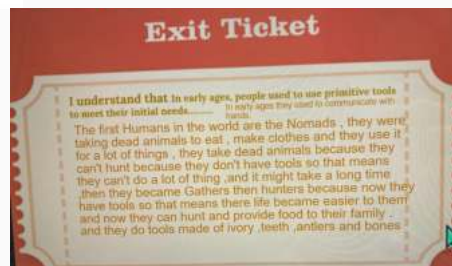 Exit Ticket
I understand that In early ages, people used to use primitive tools
to meet their initial needs........
In early ages they used to communicate with
hands.
The first Humans in the world are the Nomads , they were
taking dead animals to eat , make clothes and they use it
for a lot of things , they take dead animals because they
can't hunt because they don't have tools so that means
they can't do a lot of thing ,and it might take a long time
,then they became Gathers then hunters because now they
have tools so that means there life became easier to them
and now they can hunt and provide food to their family .
and they do tools made of ivory ,teeth ,antlers and bones